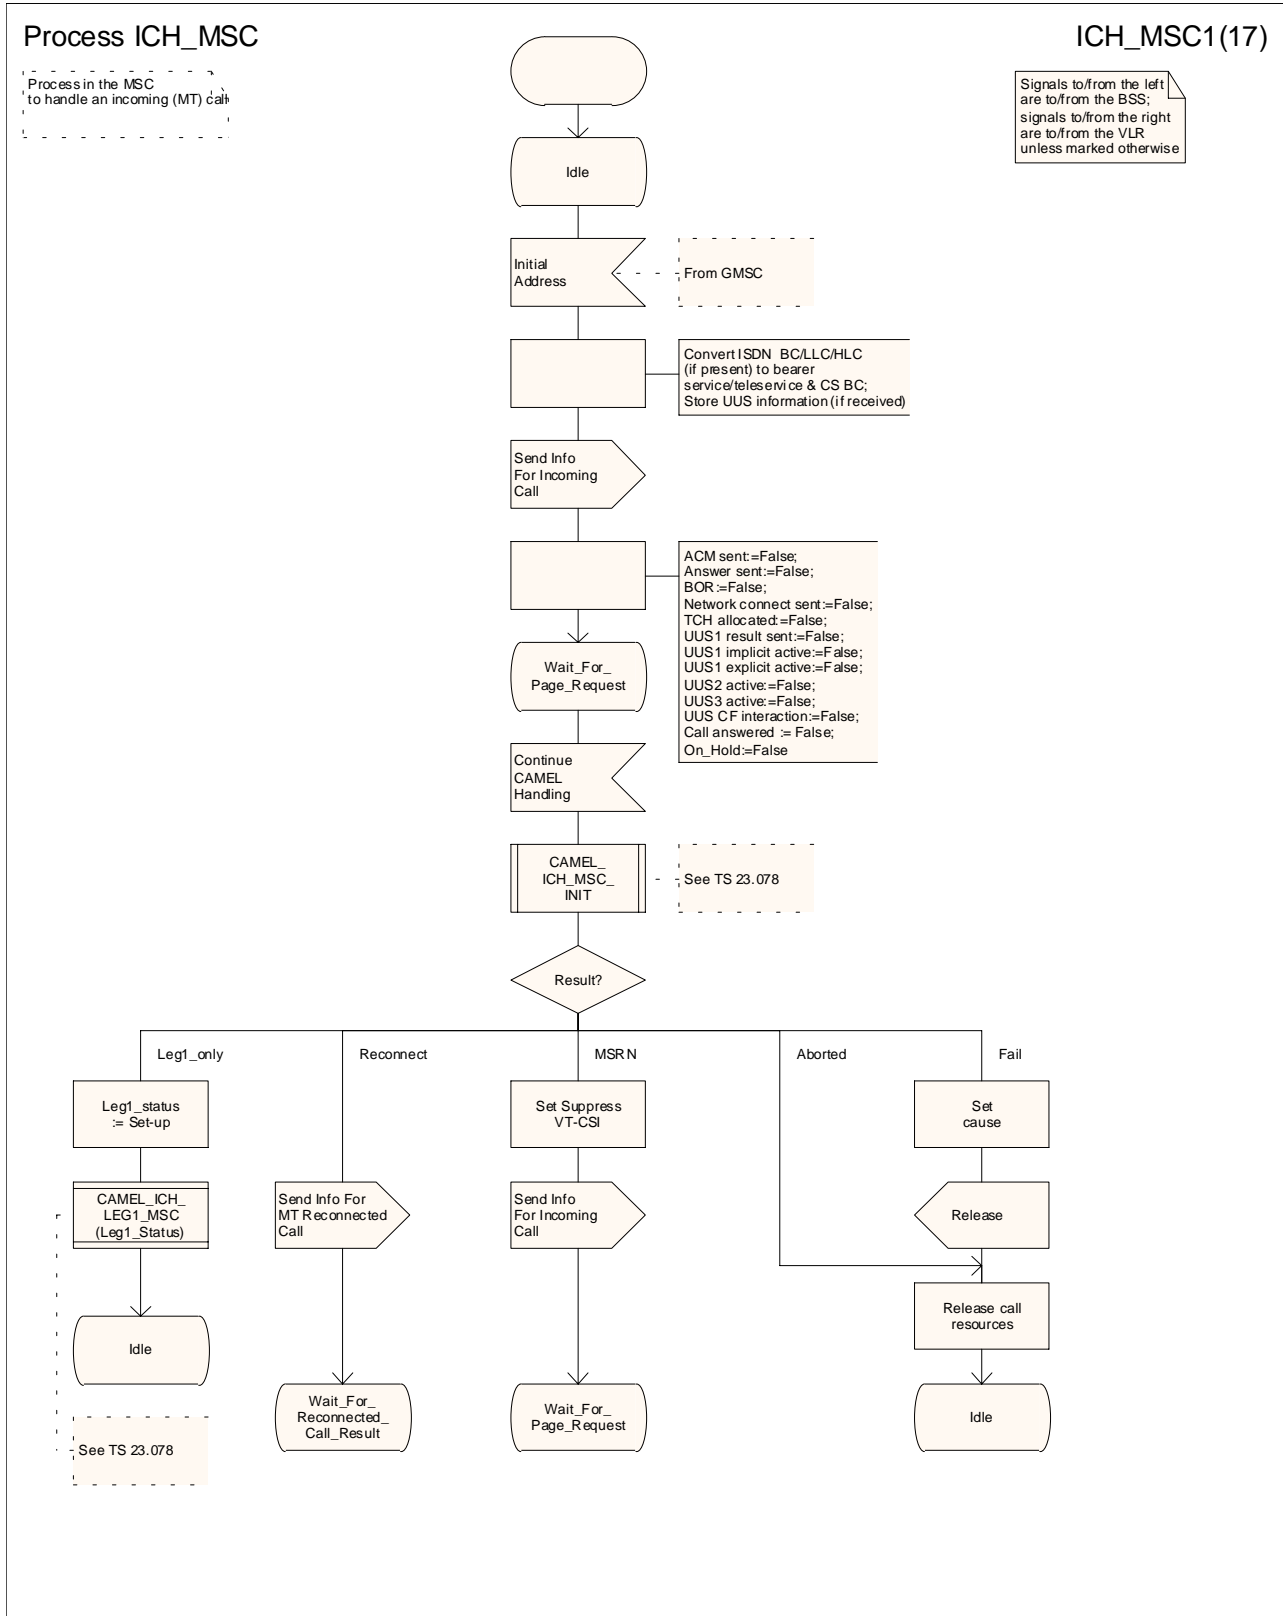 Process ICH_MSC
ICH_MSC1(17)
Process in the MSC
to handle an incoming (MT) call
Signals to/from the left
are to/from the BSS;
signals to/from the right
are to/from the VLR
unless marked otherwise
Idle
Initial
Address
From GMSC
Convert ISDN BC/LLC/HLC
(if present) to bearer
service/teleservice & CS BC;
Store UUS information (if received)
Send Info
For Incoming
Call
ACM sent:=False;
Answer sent:=False;
BOR:=False;
Network connect sent:=False;
TCH allocated:=False;
UUS1 result sent:=False;
UUS1 implicit active:=False;
UUS1 explicit active:=False;
UUS2 active:=False;
UUS3 active:=False;
UUS CF interaction:=False;
Call answered := False;
On_Hold:=False
Wait_For_
Page_Request
Continue
CAMEL
Handling
CAMEL_
ICH_MSC_
INIT
See TS 23.078
Result?
Leg1_only
Reconnect
MSRN
Aborted
Fail
Leg1_status
:= Set-up
Set Suppress
VT-CSI
Set
cause
CAMEL_ICH_
LEG1_MSC
(Leg1_Status)
Send Info For
MT Reconnected
Call
Send Info
For Incoming
Call
Release
Release call
resources
Idle
Wait_For_
Reconnected_
Call_Result
Wait_For_
Page_Request
Idle
See TS 23.078